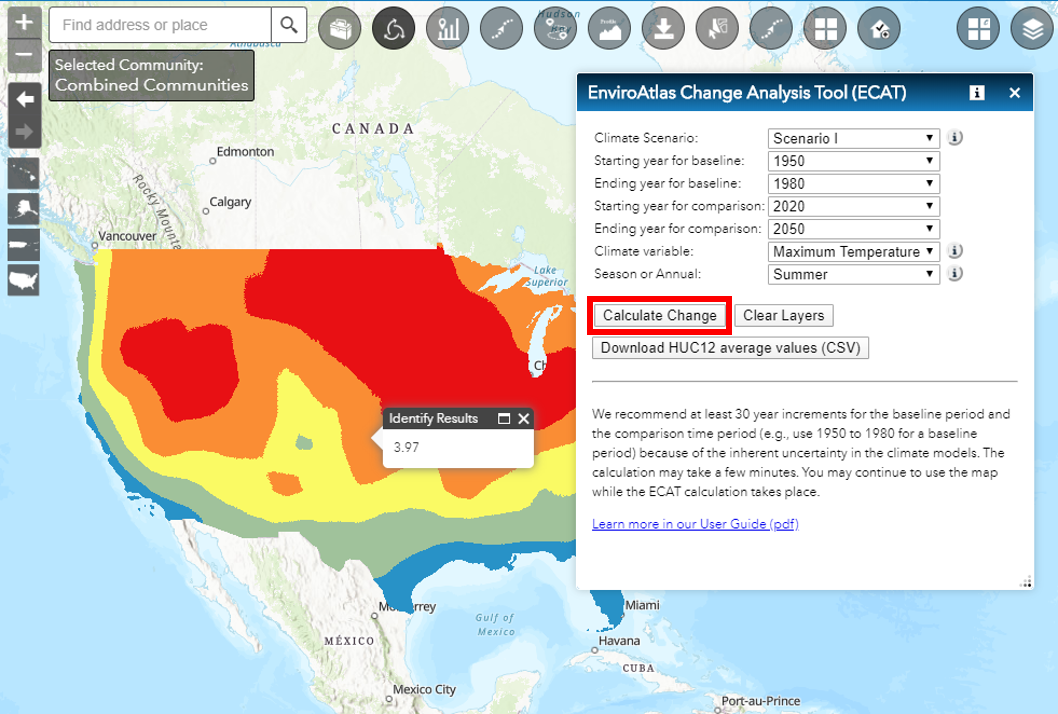 Hudson
Bay
Find address or place
Profile
Athabasca
Selected Community:
Combined Communities
EnviroAtlas Change Analysis Tool (ECAT)
CANADA
Climate Scenario: Scenario I
Edmonton
Starting year for baseline: 1950
Rocky Mounta
Ending year for baseline: 1980
Calgary
Starting year for comparison: 2020
Vancouver
Ending year for comparison: 2050
Climate variable: Maximum Temperature
Lake
Superior
Season or Annual: Summer
Calculate Change Clear Layers
Download HUC12 average values (CSV)
Ch
Identify Results
3.97
We recommend at least 30 year increments for the baseline period and
the comparison time period (e.g., use 1950 to 1980 for a baseline
period) because of the inherent uncertainty in the climate models. The
calculation may take a few minutes. You may continue to use the map
while the ECAT calculation takes place.
Learn more in our User Guide (pdf)
Monterrey
Miami
Gulf of
Mexico
MÉXICO
Havana
CUBA
Mexico City
Port-au-Prince